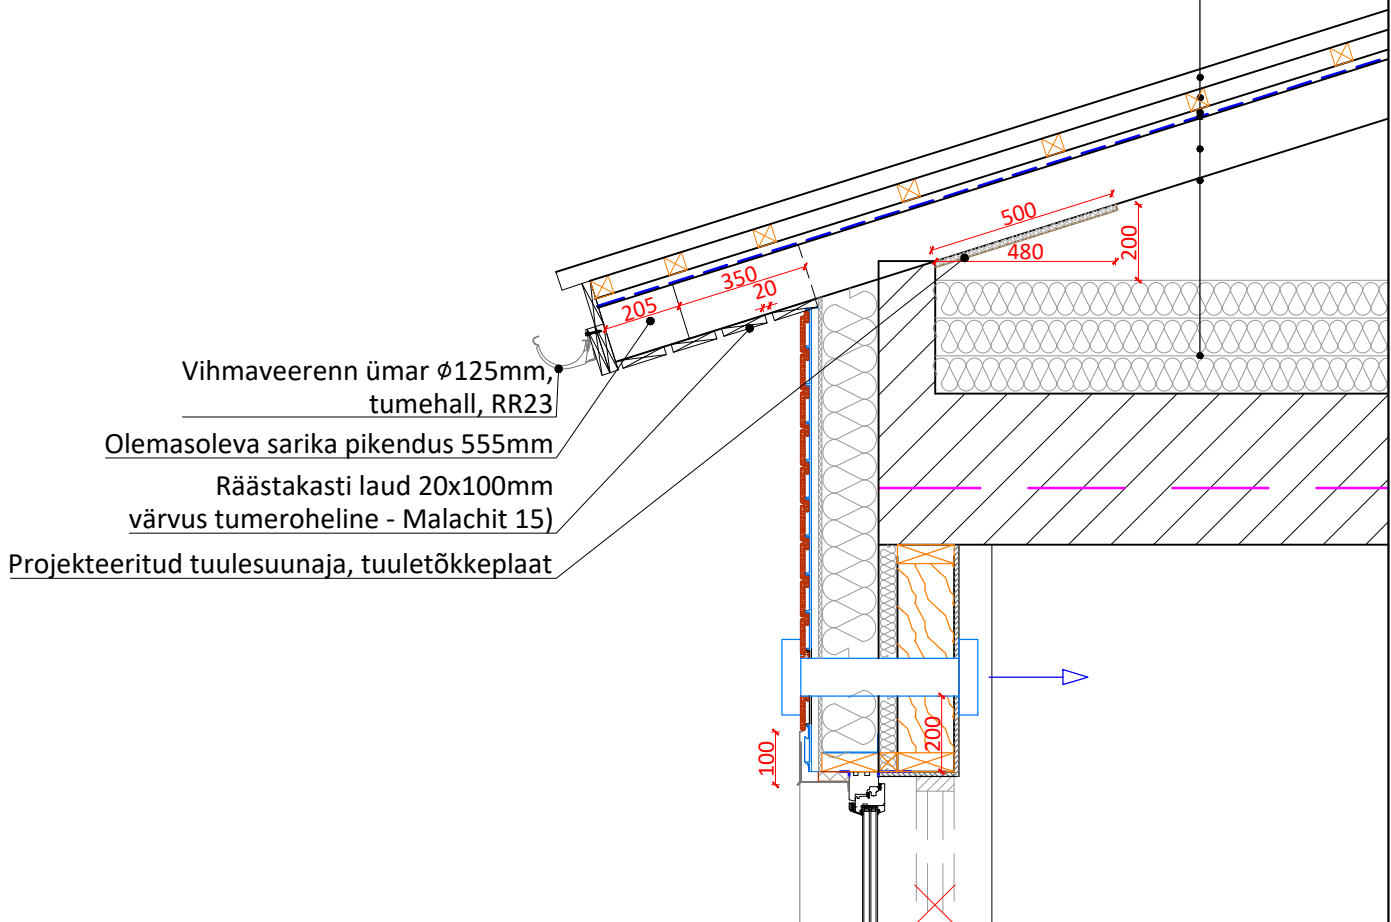 500
480
200
350
20
205
Vihmaveerenn ümar ϕ125mm,
tumehall, RR23
Olemasoleva sarika pikendus 555mm
Räästakasti laud 20x100mm
värvus tumeroheline - Malachit 15)
Projekteeritud tuulesuunaja, tuuletõkkeplaat
200
100